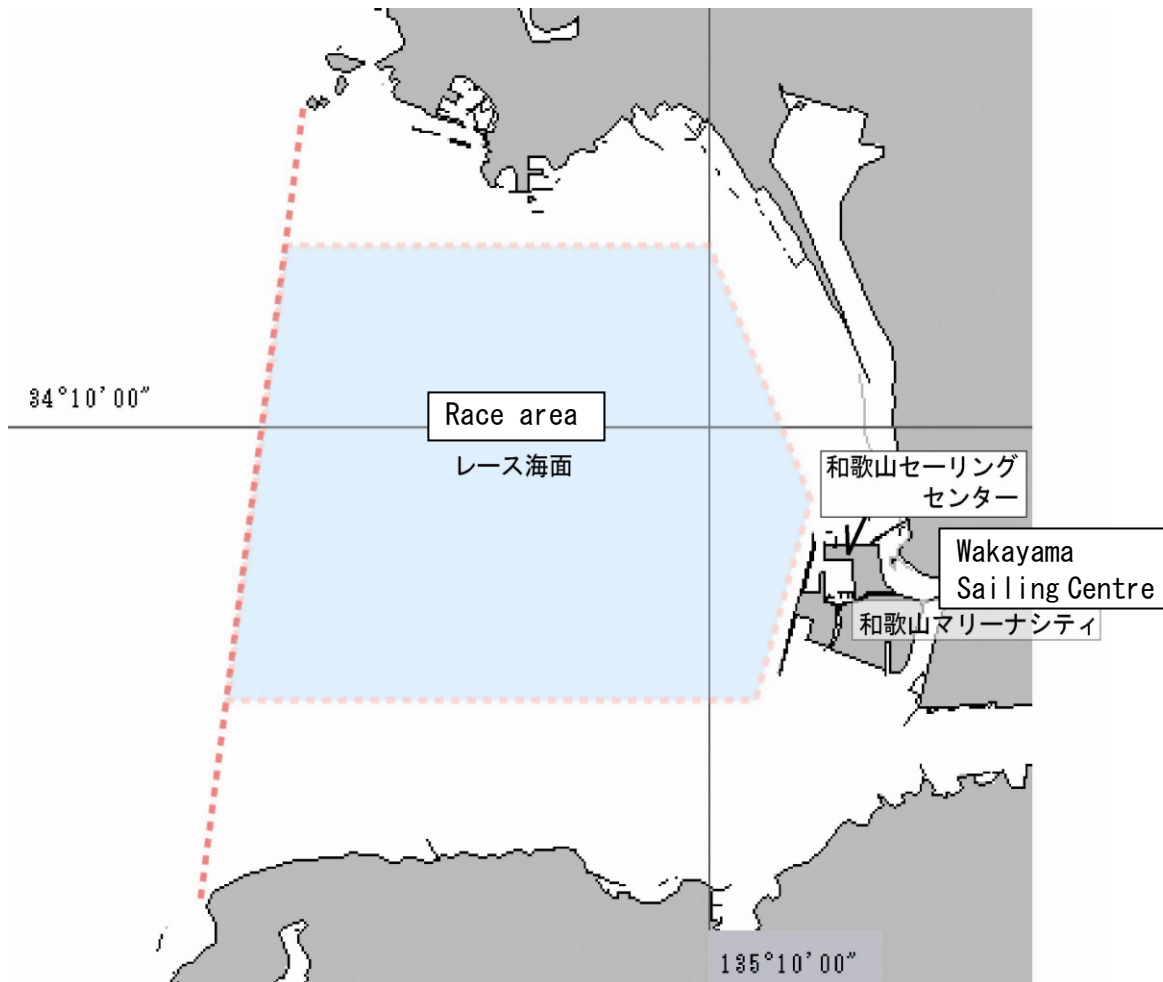 34°10'00"
Race area
レース海面
和歌山セーリング
センター
Wakayama
Sailing Centre
和歌山マリーナシティ
135°10'00"